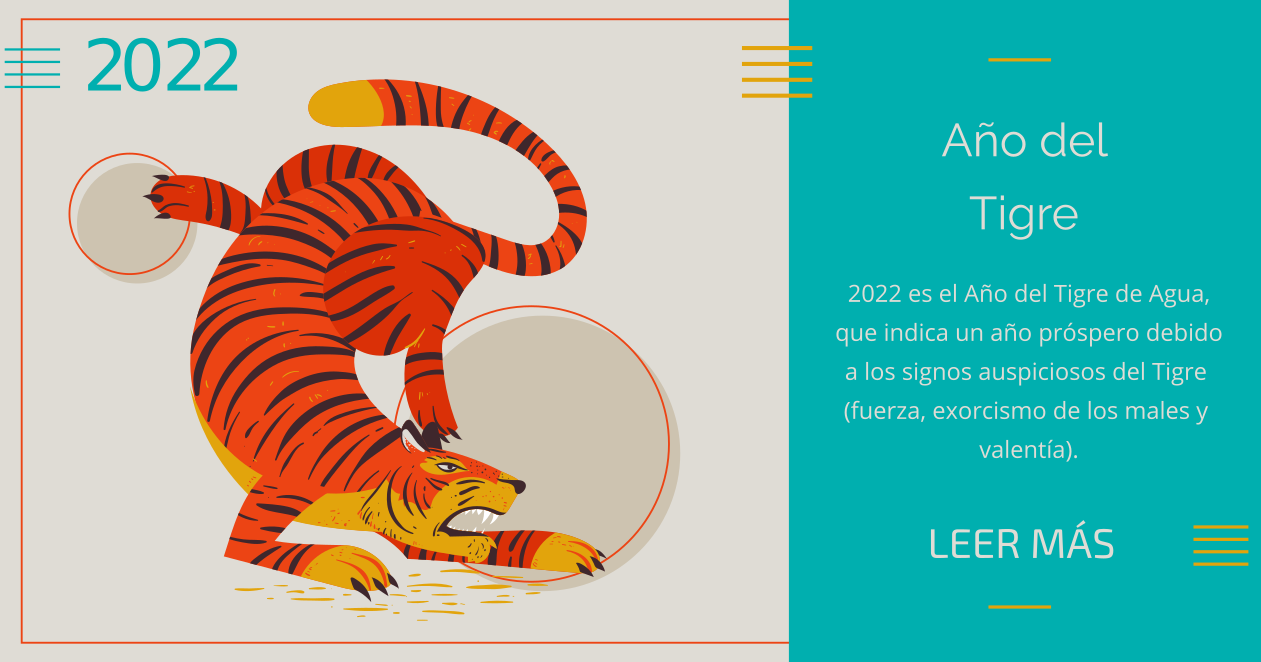 2022
Año del
Tigre
2022 es el Año del Tigre de Agua,
que indica un año próspero debido
a los signos auspiciosos del Tigre
(fuerza, exorcismo de los males y
valentía).
LEER MÁS